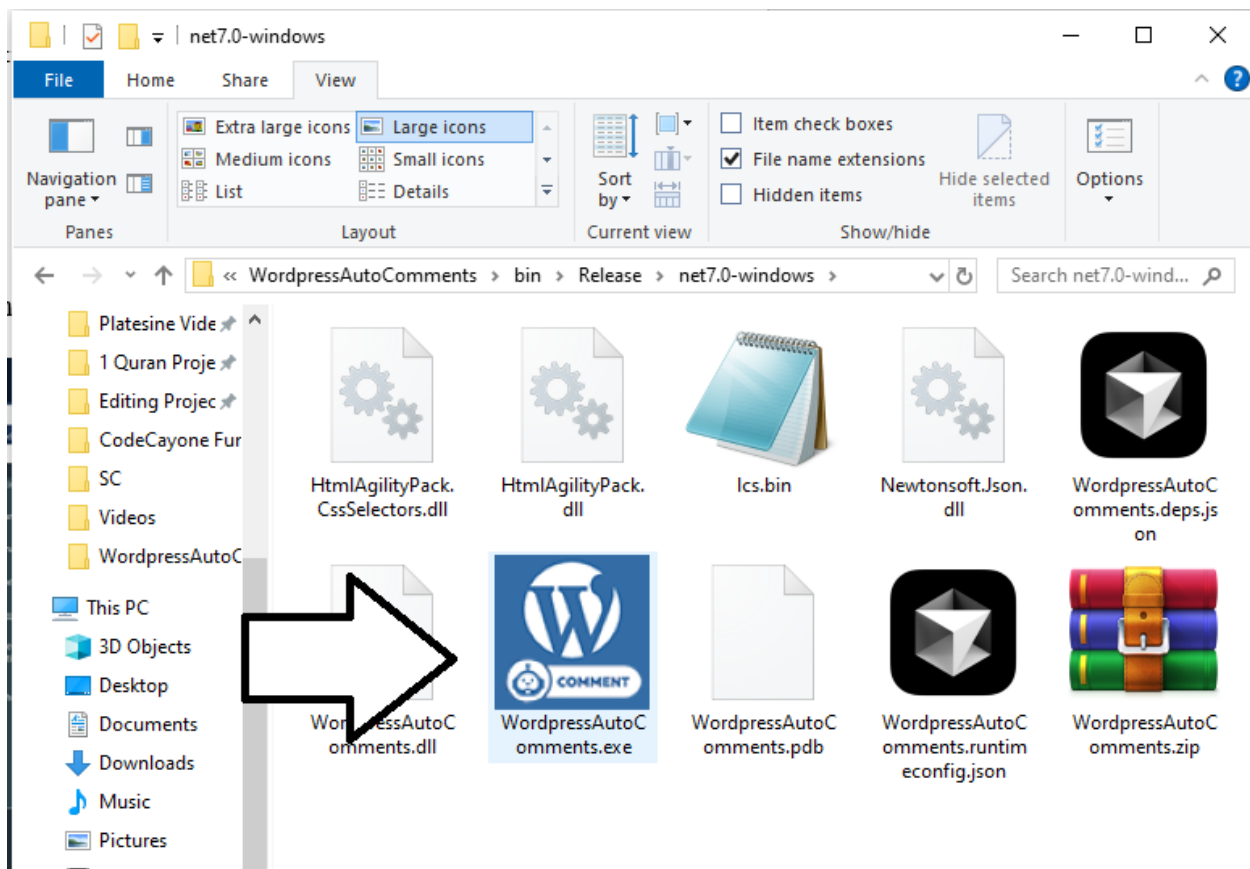 net7.0-windows
File Home Share View
Extra large icons Large icons
Medium icons Small icons
List Details
Navigation pane
Sort by
Item check boxes
File name extensions
Hidden items
Hide selected items
Options
Panes Layout Current view Show/hide
« WordpressAutoComments > bin > Release > net7.0-windows >
Search net7.0-wind...
Platesine Vide
1 Quran Proje
Editing Projec
CodeCayone Fur
SC
Videos
WordpressAutoC
This PC
3D Objects
Desktop
Documents
Downloads
Music
Pictures
HtmlAgilityPack.
CssSelectors.dll
HtmlAgilityPack.
dll
lcs.bin
Newtonsoft.Json.
dll
WordpressAutoC
omments.deps.js
on
COMMENT
WordpressAutoC
omments.dll
WordpressAutoC
omments.exe
WordpressAutoC
omments.pdb
WordpressAutoC
omments.runtim
econfig.json
WordpressAutoC
omments.zip